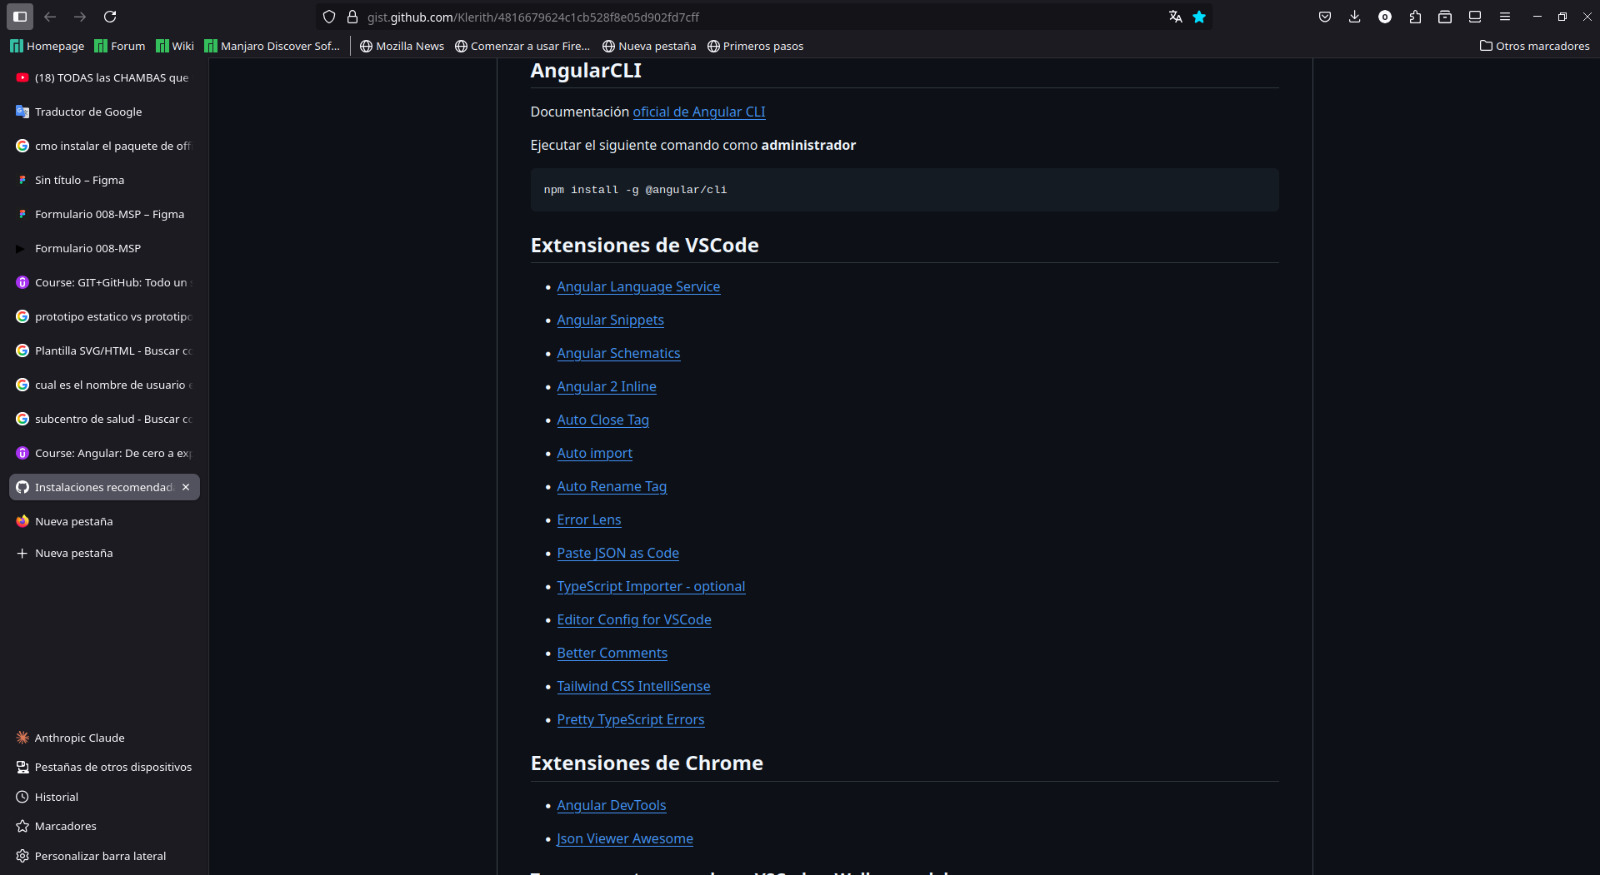 gist.github.com/Klerith/4816679624c1cb528f8e05d902fd7cff
Homepage Forum Wiki Manjaro Discover Sof... Mozilla News Comenzar a usar Fire... Nueva pestaña Primeros pasos Otros marcadores
(18) TODAS las CHAMBAS que
Traductor de Google
cmo instalar el paquete de off
Sin título – Figma
Formulario 008-MSP – Figma
Formulario 008-MSP
Course: GIT+GitHub: Todo un
prototipo estatico vs prototipo
Plantilla SVG/HTML - Buscar co
cual es el nombre de usuario
subcentro de salud - Buscar co
Course: Angular: De cero a exp
Instalaciones recomendad
Nueva pestaña
Nueva pestaña
Anthropic Claude
Pestañas de otros dispositivos
Historial
Marcadores
Personalizar barra lateral
AngularCLI
Documentación oficial de Angular CLI
Ejecutar el siguiente comando como administrador
npm install -g @angular/cli
Extensiones de VSCode
Angular Language Service
Angular Snippets
Angular Schematics
Angular 2 Inline
Auto Close Tag
Auto import
Auto Rename Tag
Error Lens
Paste JSON as Code
TypeScript Importer - optional
Editor Config for VSCode
Better Comments
Tailwind CSS IntelliSense
Pretty TypeScript Errors
Extensiones de Chrome
Angular DevTools
Json Viewer Awesome